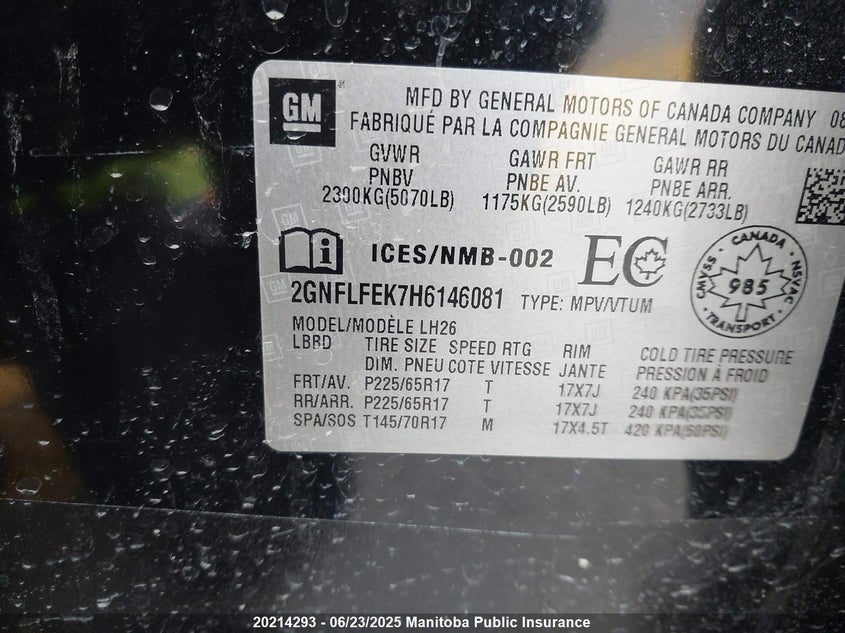 GM
MFD BY GENERAL MOTORS OF CANADA COMPANY 08
FABRIQUÉ PAR LA COMPAGNIE GENERAL MOTORS DU CANAD
GVWR GAWR FRT GAWR RR
PNBV PNBE AV. PNBE ARR.
2300KG(5070LB) 1175KG(2590LB) 1240KG(2733LB)
ICES/NMB-002 EC
CANADA CMVSS NSVAC 985 TRANSPORT
2GNFLFEK7H6146081 TYPE: MPV/VTUM
MODEL/MODÈLE LH26
LBRD TIRE SIZE SPEED RTG RIM COLD TIRE PRESSURE
DIM. PNEU COTE VITESSE JANTE PRESSION À FROID
FRT/AV. P225/65R17 T 17X7J 240 KPA(35PSI)
RR/ARR. P225/65R17 T 17X7J 240 KPA(35PSI)
SPA/SOS T145/70R17 M 17X4.5T 420 KPA(60PSI)
20214293 - 06/23/2025 Manitoba Public Insurance